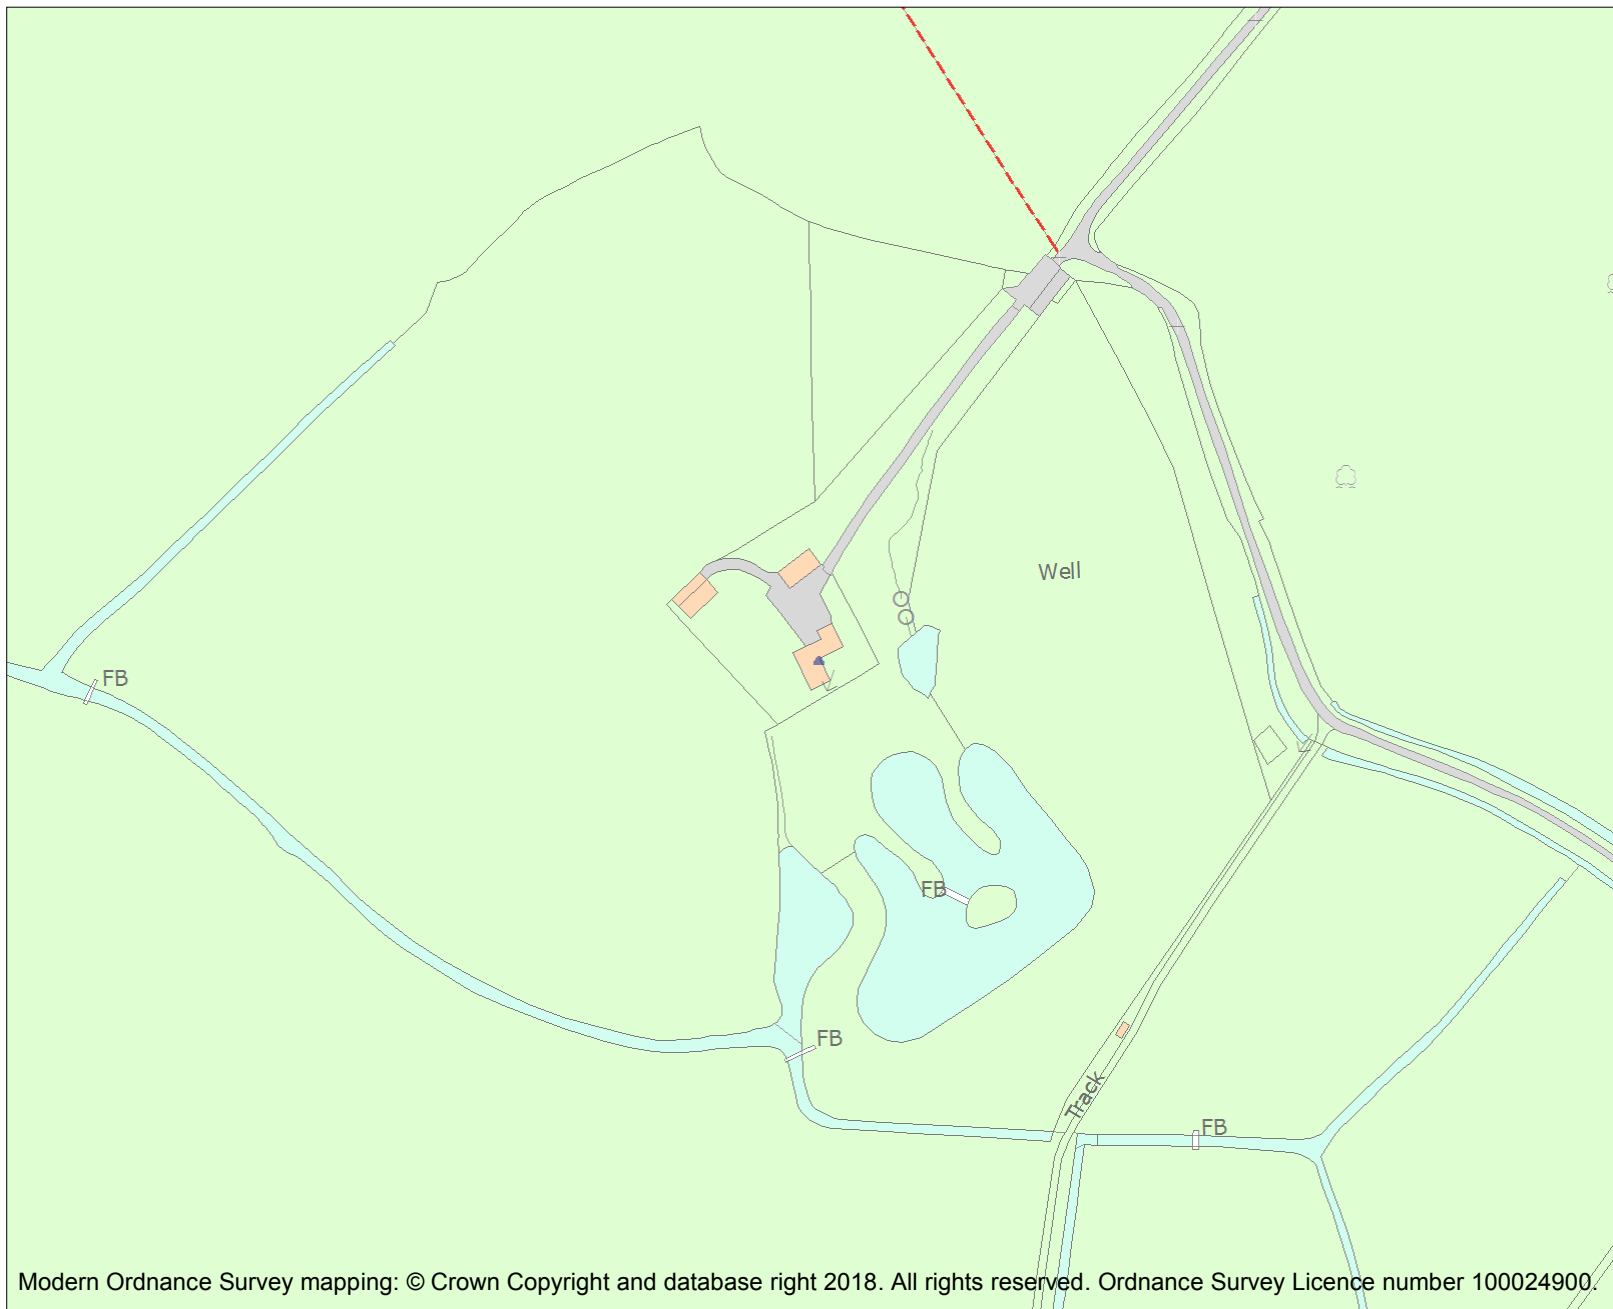 Well
FB
FB
FB
Track
FB
Modern Ordnance Survey mapping: © Crown Copyright and database right 2018. All rights reserved. Ordnance Survey Licence number 100024900.